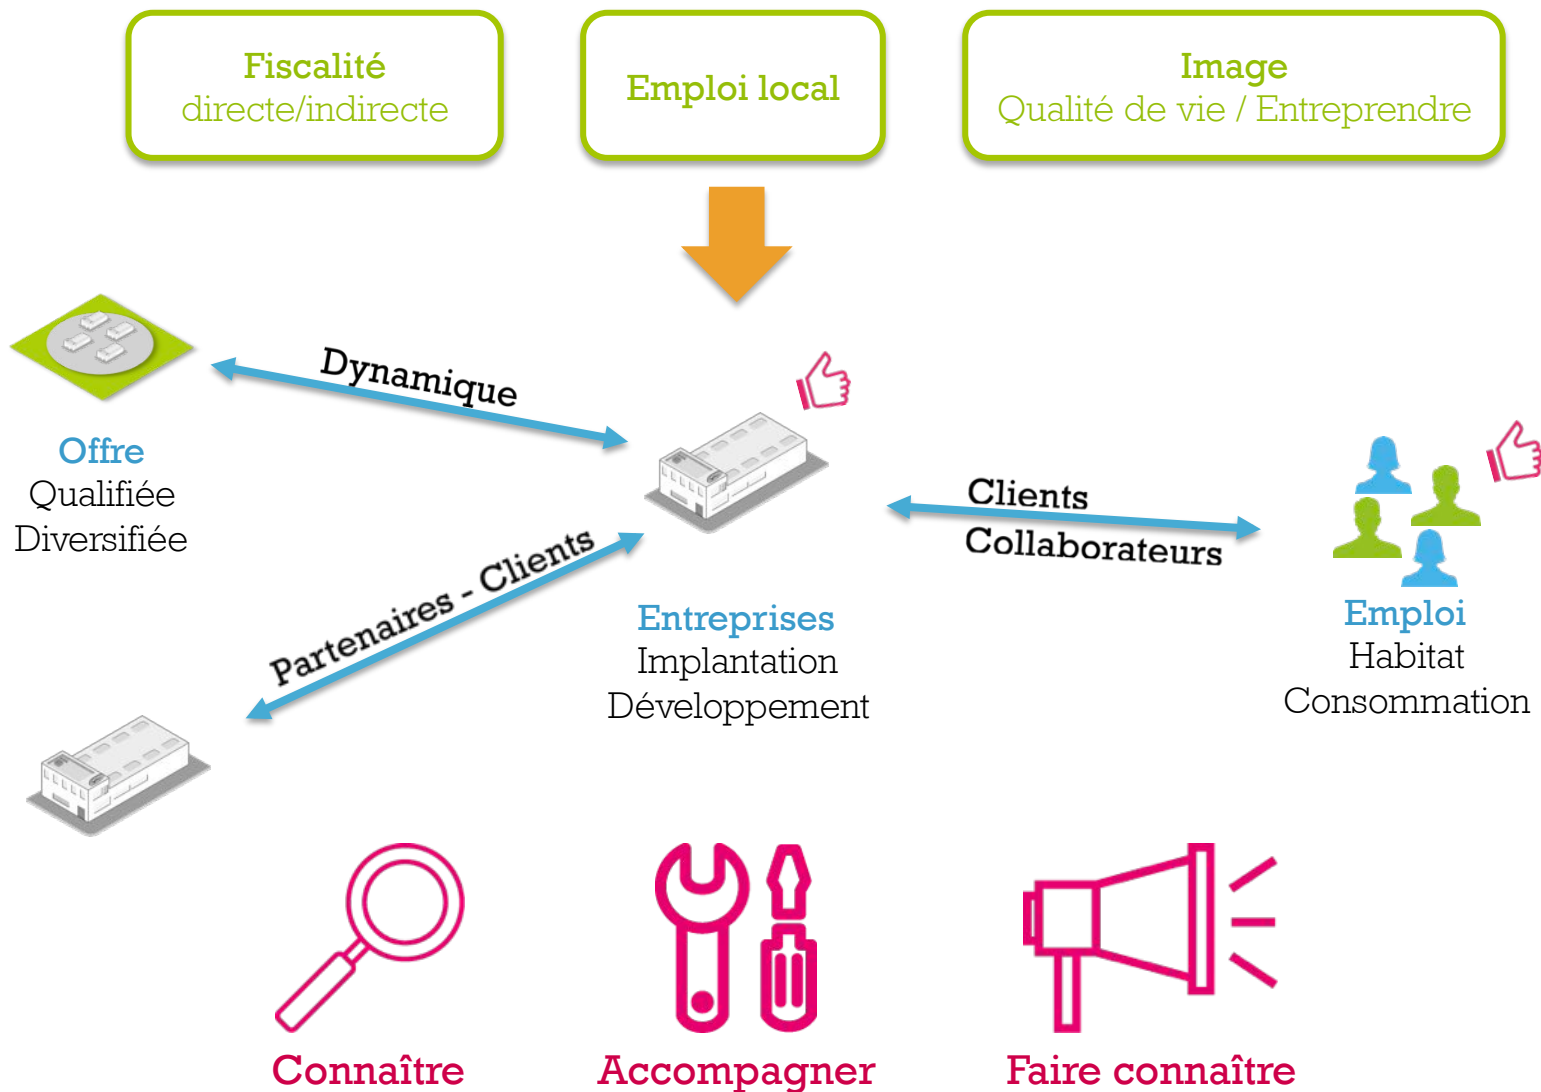 Fiscalité
directe/indirecte
Emploi local
Image
Qualité de vie / Entreprendre
Dynamique
Offre
Qualifiée
Diversifiée
Clients
Collaborateurs
Partenaires - Clients
Entreprises
Implantation
Développement
Emploi
Habitat
Consommation
Connaître
Accompagner
Faire connaître